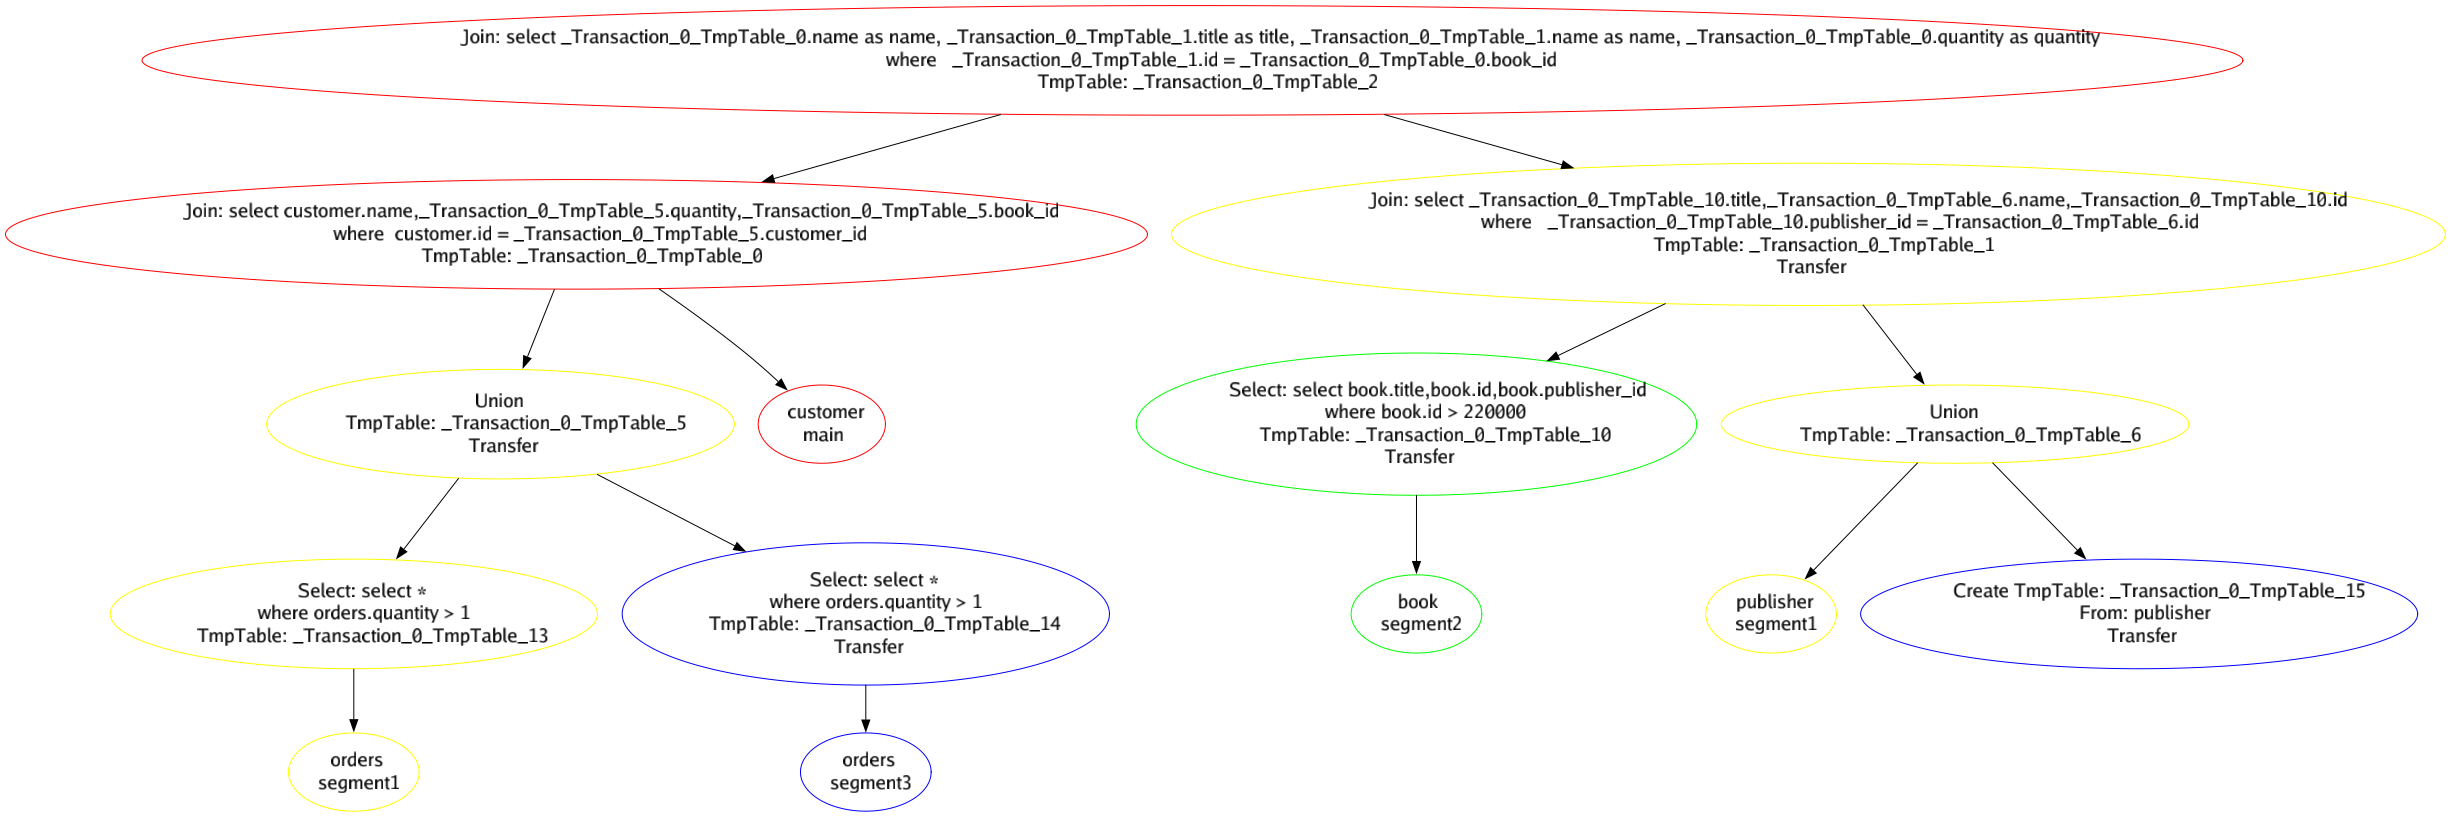 Join: select _Transaction_0_TmpTable_0.name as name, _Transaction_0_TmpTable_1.title as title, _Transaction_0_TmpTable_1.name as name, _Transaction_0_TmpTable_0.quantity as quantity
where _Transaction_0_TmpTable_1.id = _Transaction_0_TmpTable_0.book_id
TmpTable: _Transaction_0_TmpTable_2
Join: select customer.name,_Transaction_0_TmpTable_5.quantity,_Transaction_0_TmpTable_5.book_id
where customer.id = _Transaction_0_TmpTable_5.customer_id
TmpTable: _Transaction_0_TmpTable_0
Join: select _Transaction_0_TmpTable_10.title,_Transaction_0_TmpTable_6.name,_Transaction_0_TmpTable_10.id
where _Transaction_0_TmpTable_10.publisher_id = _Transaction_0_TmpTable_6.id
TmpTable: _Transaction_0_TmpTable_1
Transfer
Union
TmpTable: _Transaction_0_TmpTable_5
Transfer
customer
main
Select: select book.title,book.id,book.publisher_id
where book.id > 220000
TmpTable: _Transaction_0_TmpTable_10
Transfer
Union
TmpTable: _Transaction_0_TmpTable_6
Select: select *
where orders.quantity > 1
TmpTable: _Transaction_0_TmpTable_13
Select: select *
where orders.quantity > 1
TmpTable: _Transaction_0_TmpTable_14
Transfer
book
segment2
publisher
segment1
Create TmpTable: _Transaction_0_TmpTable_15
From: publisher
Transfer
orders
segment1
orders
segment3